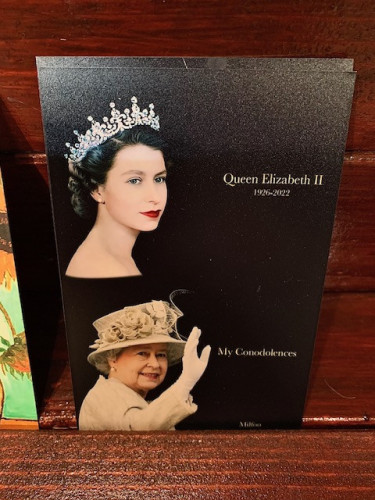 Queen Elizabeth II
1926-2022
My Conodolences